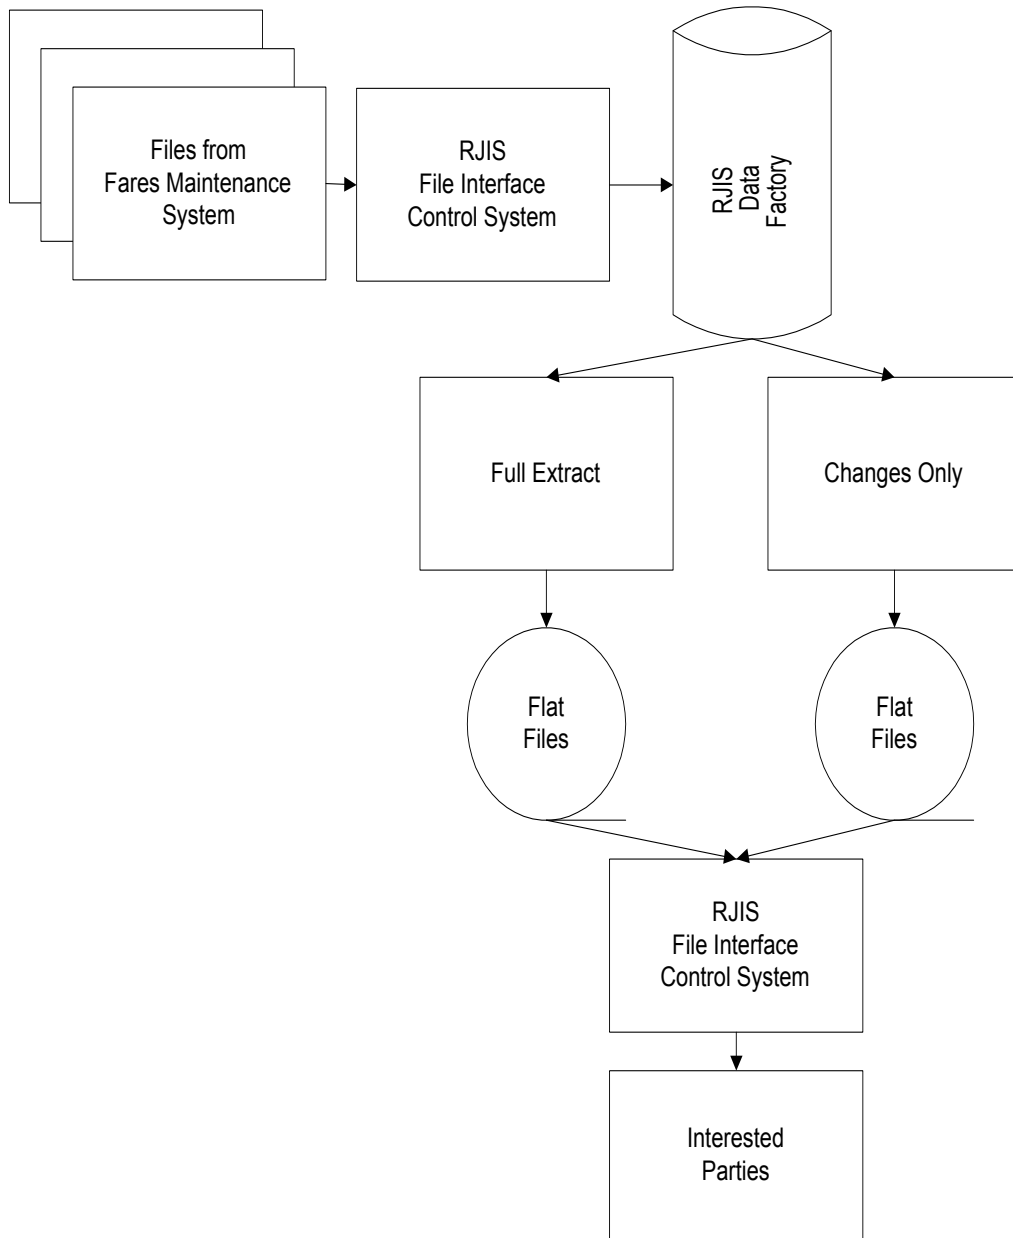 Files from
Fares Maintenance
System
RJIS
File Interface
Control System
RJIS
Data
Factory
Full Extract
Changes Only
Flat
Files
Flat
Files
RJIS
File Interface
Control System
Interested
Parties